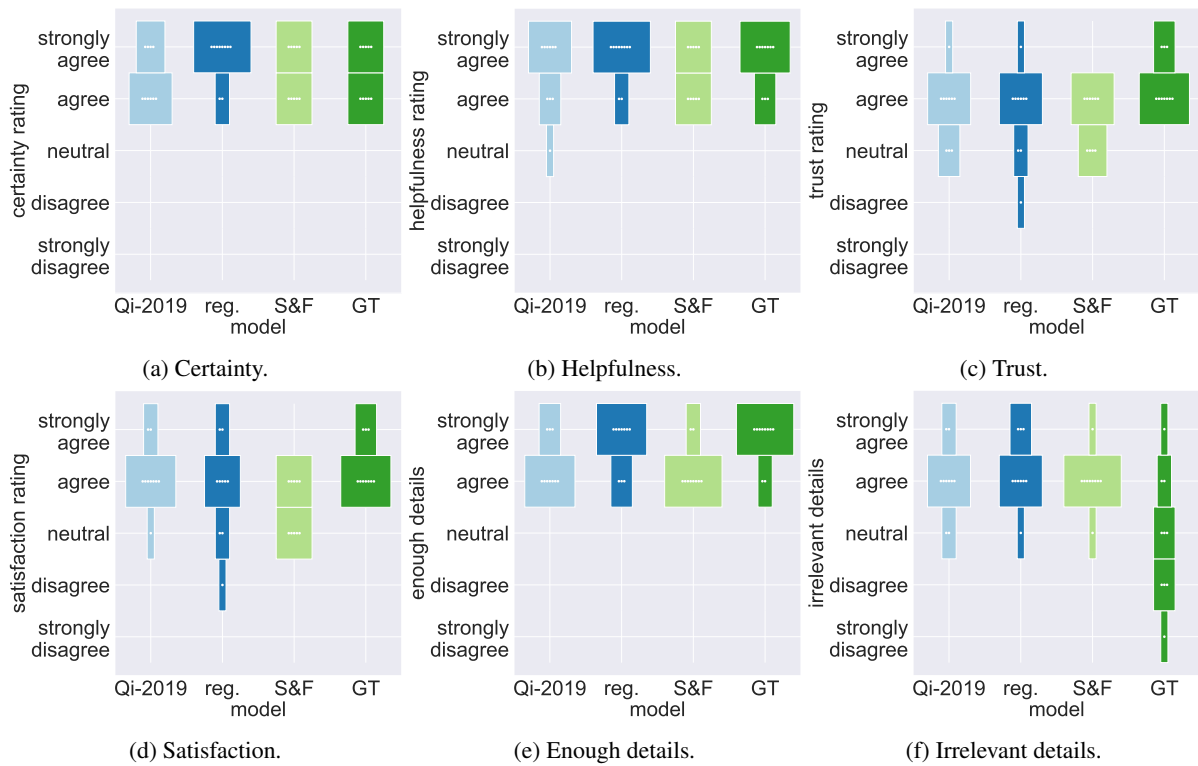 certainty rating
strongly
agree
agree
neutral
disagree
strongly
disagree
Qi-2019 reg. S&F GT
model
(a) Certainty.
helpfulness rating
strongly
agree
agree
neutral
disagree
strongly
disagree
Qi-2019 reg. S&F GT
model
(b) Helpfulness.
trust rating
strongly
agree
agree
neutral
disagree
strongly
disagree
Qi-2019 reg. S&F GT
model
(c) Trust.
satisfaction rating
strongly
agree
agree
neutral
disagree
strongly
disagree
Qi-2019 reg. S&F GT
model
(d) Satisfaction.
enough details
strongly
agree
agree
neutral
disagree
strongly
disagree
Qi-2019 reg. S&F GT
model
(e) Enough details.
irrelevant details
strongly
agree
agree
neutral
disagree
strongly
disagree
Qi-2019 reg. S&F GT
model
(f) Irrelevant details.